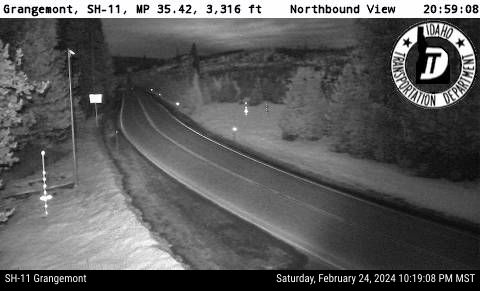 Grangemont, SH-11, MP 35.42, 3,316 ft Northbound View 20:59:08
IDAHO
TRANSPORTATION DEPARTMENT
SH-11 Grangemont Saturday, February 24, 2024 10:19:08 PM MST